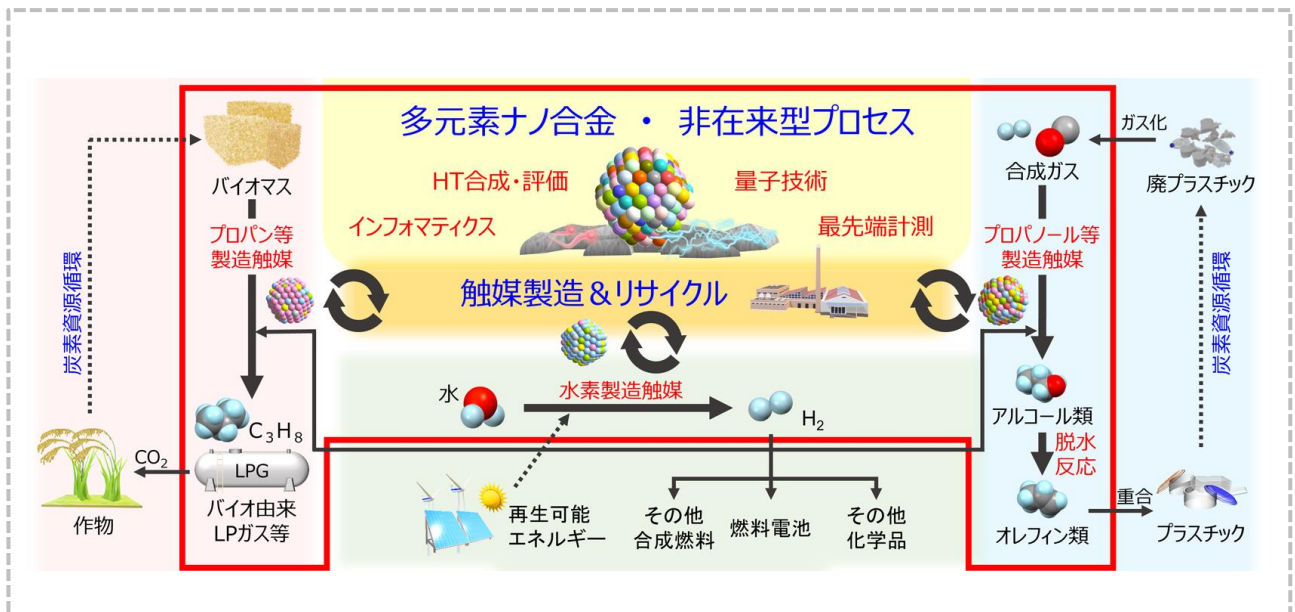 多元素ナノ合金 ・ 非在来型プロセス
HT合成・評価
量子技術
インフォマティクス
最先端計測
触媒製造＆リサイクル
バイオマス
プロパン等
製造触媒
炭素資源循環
C3H8
LPG
CO2
バイオ由来
LPガス等
作物
水
水素製造触媒
H2
再生可能
エネルギー
その他
合成燃料
燃料電池
その他
化学品
合成ガス
ガス化
廃プラスチック
プロパノール等
製造触媒
炭素資源循環
アルコール類
脱水
反応
オレフィン類
重合
プラスチック